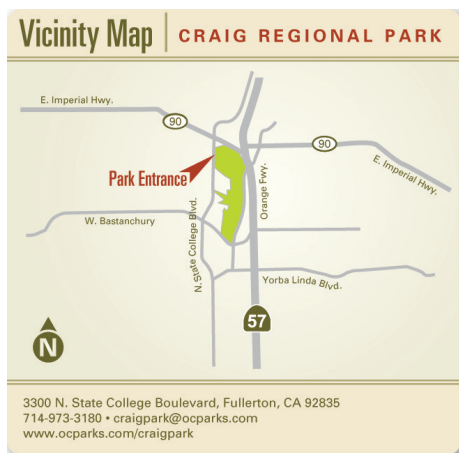 Vicinity Map | CRAIG REGIONAL PARK
E. Imperial Hwy.
90
90
E. Imperial Hwy.
Park Entrance
Orange Fwy.
N. State College Blvd.
W. Bastanchury
Yorba Linda Blvd.
57
N
3300 N. State College Boulevard, Fullerton, CA 92835
714-973-3180 • craigpark@ocparks.com
www.ocparks.com/craigpark